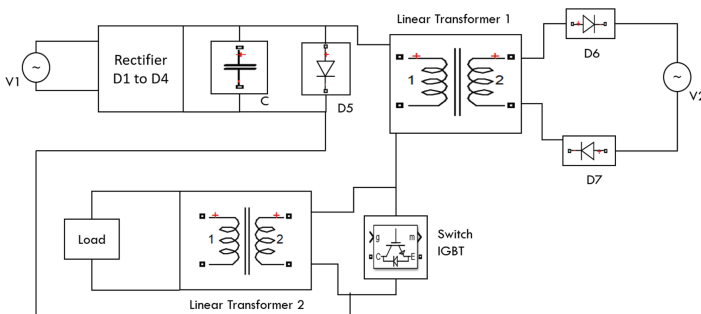 Linear Transformer 1
V1
Rectifier
D1 to D4
C
D5
1
2
D6
V2
D7
Load
1
2
g
m
C
E
Switch
IGBT
Linear Transformer 2